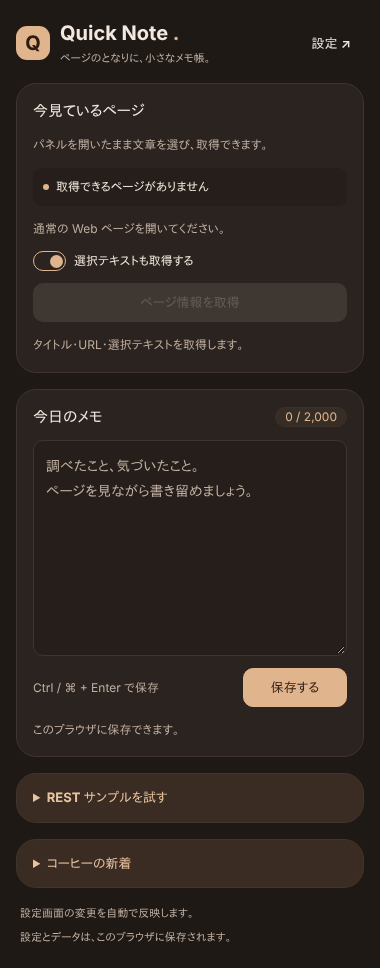 Q
Quick Note .
ページのとなりに、小さなメモ帳。
設定 ↗
今見ているページ
パネルを開いたまま文章を選び、取得できます。
取得できるページがありません
通常の Web ページを開いてください。
選択テキストも取得する
ページ情報を取得
タイトル・URL・選択テキストを取得します。
今日のメモ
0 / 2,000
調べたこと、気づいたこと。
ページを見ながら書き留めましょう。
Ctrl / ⌘ + Enter で保存
保存する
このブラウザに保存できます。
▶ REST サンプルを試す
▶ コーヒーの新着
設定画面の変更を自動で反映します。
設定とデータは、このブラウザに保存されます。